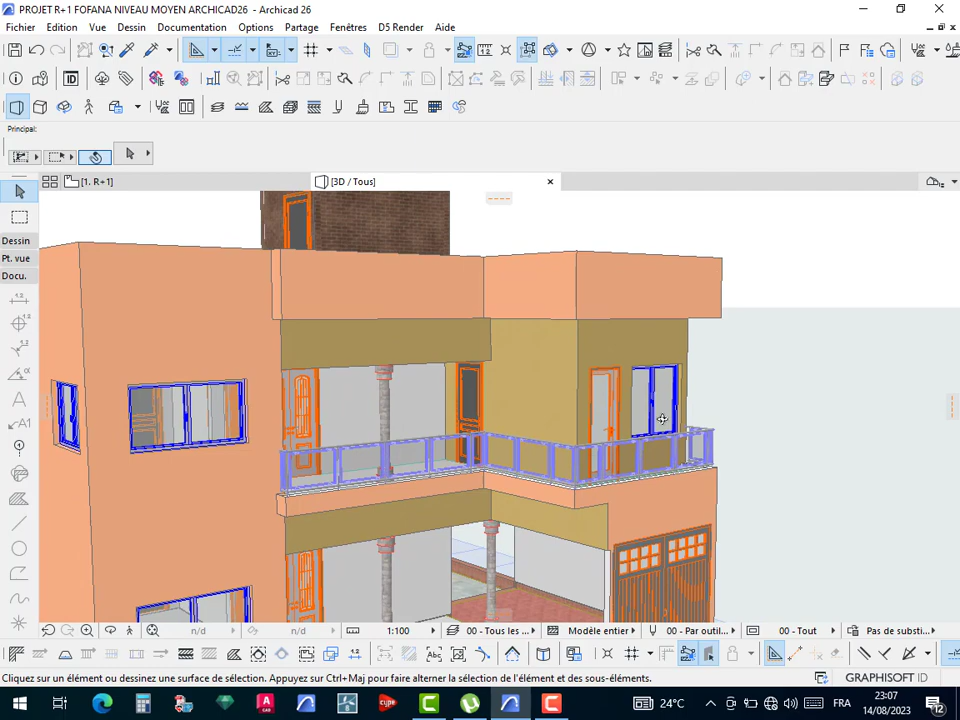 PROJET R+1 FOFANA NIVEAU MOYEN ARCHICAD26 - Archicad 26
Fichier Edition Vue Dessin Documentation Options Partage Fenêtres D5 Render Aide
Principal:
[1. R+1] [3D / Tous]
Dessin
Pt. vue
Docu.
n/d n/d 1:100 00 - Tous les ... Modèle entier 00 - Par outil... 00 - Tout Pas de substi...
Cliquez sur un élément ou dessinez une surface de sélection. Appuyez sur Ctrl+Maj pour faire alterner la sélection de l'élément et des sous-éléments. GRAPHISOFT ID
24°C FRA 23:07
14/08/2023 12